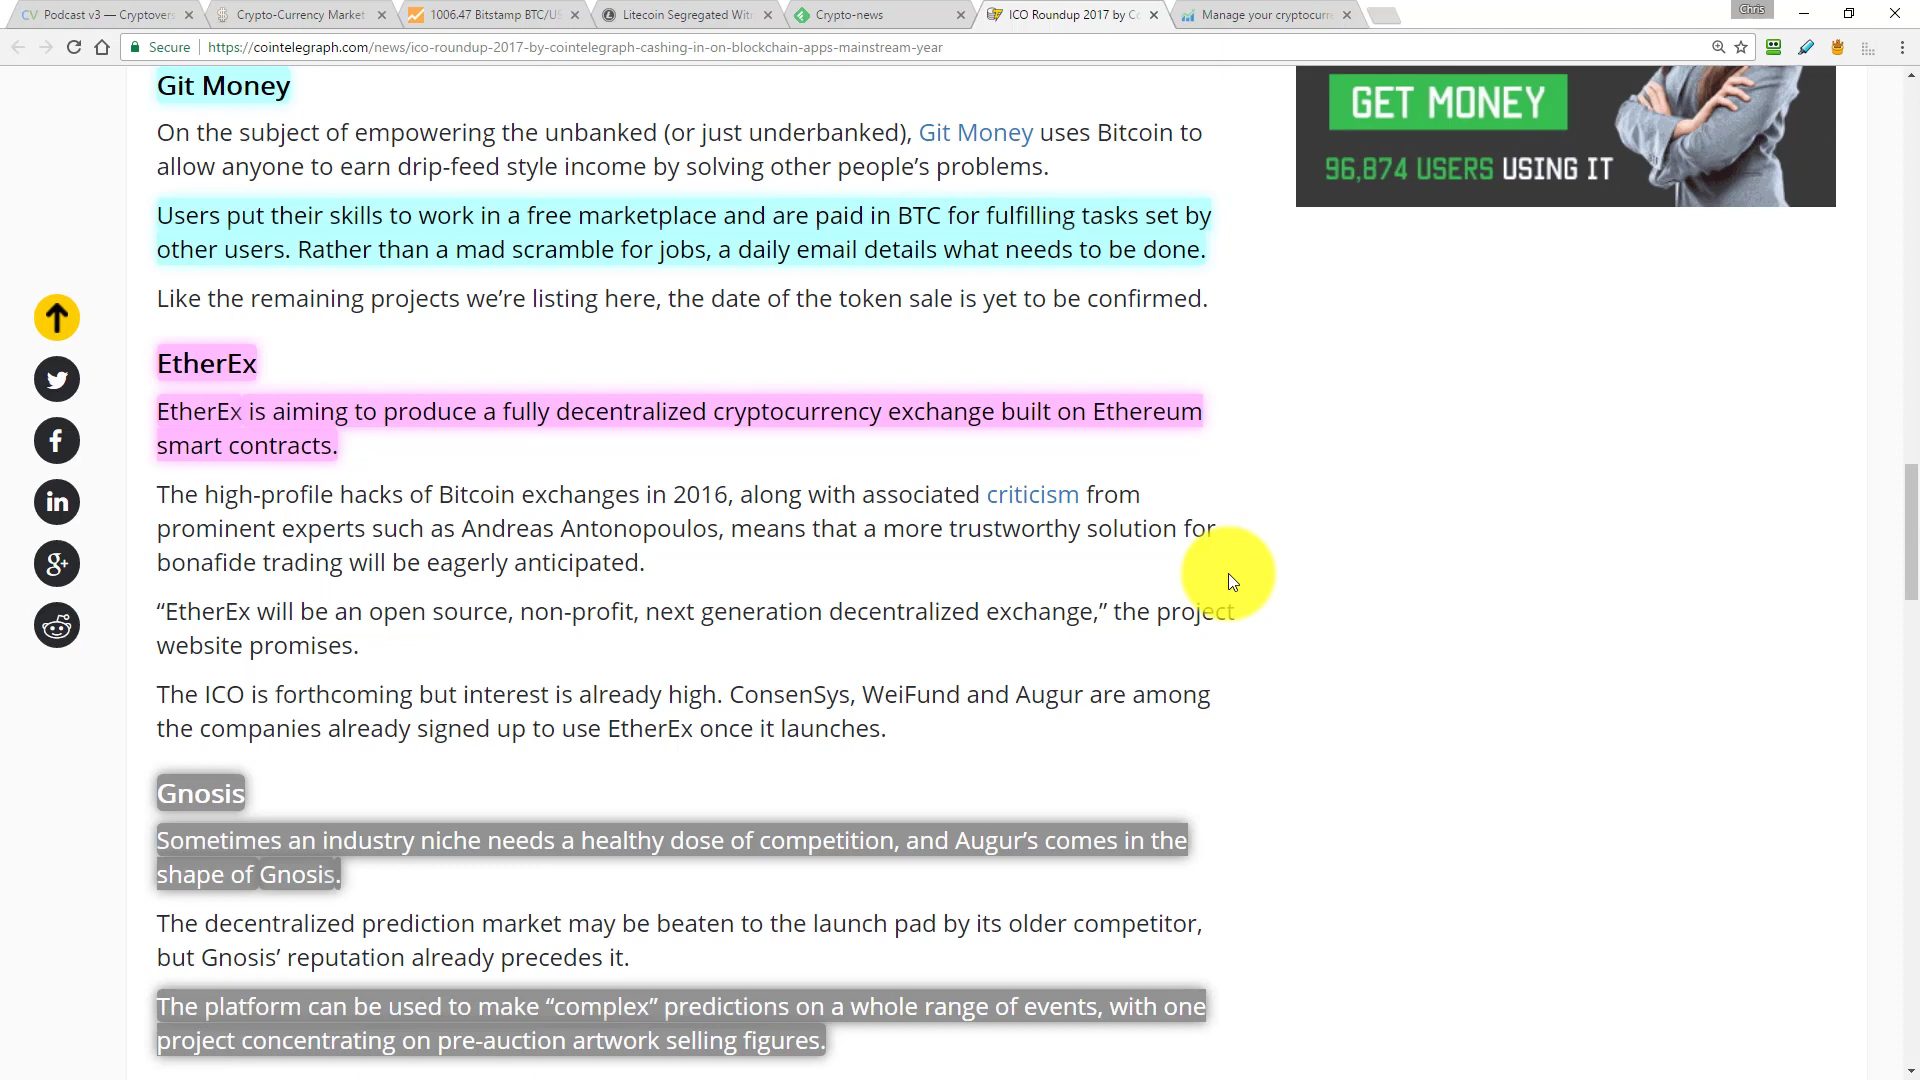 CV Podcast v3 — Cryptovers
Crypto-Currency Market
1006.47 Bitstamp BTC/US
Litecoin Segregated Wit
Crypto-news
ICO Roundup 2017 by Co
Manage your cryptocurre
Chris
Secure
https://cointelegraph.com/news/ico-roundup-2017-by-cointelegraph-cashing-in-on-blockchain-apps-mainstream-year
Git Money
On the subject of empowering the unbanked (or just underbanked), Git Money uses Bitcoin to
allow anyone to earn drip-feed style income by solving other people’s problems.
Users put their skills to work in a free marketplace and are paid in BTC for fulfilling tasks set by
other users. Rather than a mad scramble for jobs, a daily email details what needs to be done.
Like the remaining projects we’re listing here, the date of the token sale is yet to be confirmed.
EtherEx
EtherEx is aiming to produce a fully decentralized cryptocurrency exchange built on Ethereum
smart contracts.
The high-profile hacks of Bitcoin exchanges in 2016, along with associated criticism from
prominent experts such as Andreas Antonopoulos, means that a more trustworthy solution for
bonafide trading will be eagerly anticipated.
“EtherEx will be an open source, non-profit, next generation decentralized exchange,” the project
website promises.
The ICO is forthcoming but interest is already high. ConsenSys, WeiFund and Augur are among
the companies already signed up to use EtherEx once it launches.
Gnosis
Sometimes an industry niche needs a healthy dose of competition, and Augur’s comes in the
shape of Gnosis.
The decentralized prediction market may be beaten to the launch pad by its older competitor,
but Gnosis’ reputation already precedes it.
The platform can be used to make “complex” predictions on a whole range of events, with one
project concentrating on pre-auction artwork selling figures.
GET MONEY
96,874 USERS USING IT
f
in
g+